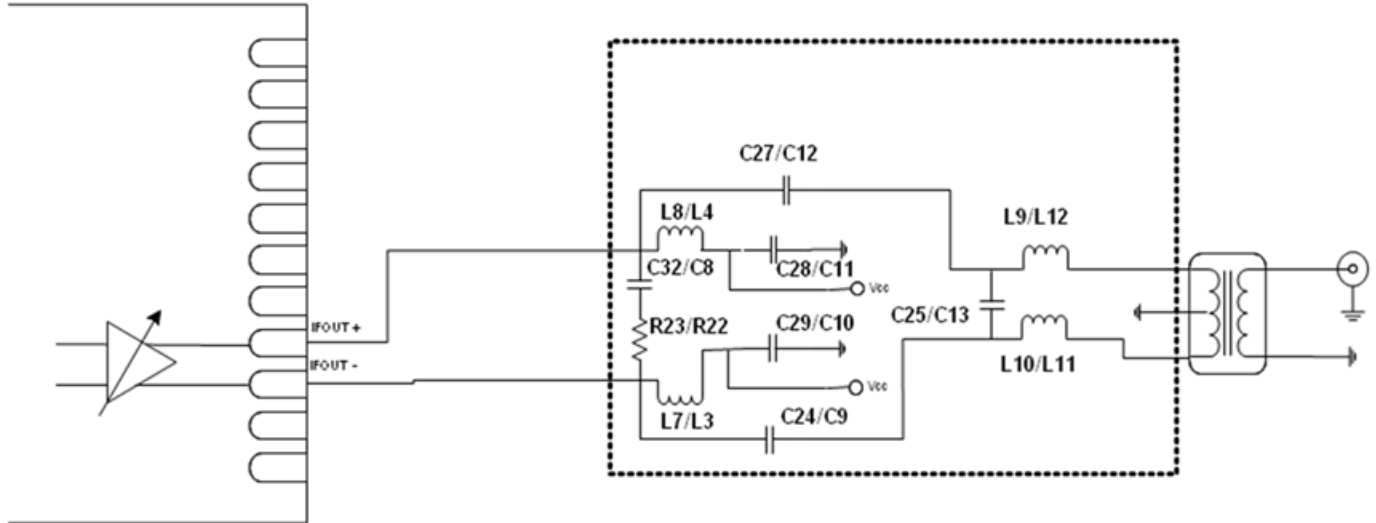 C27/C12
L8/L4
L9/L12
C32/C8
C28/C11
Vcc
C25/C13
IFOUT +
R23/R22
C29/C10
IFOUT -
L10/L11
Vcc
L7/L3
C24/C9